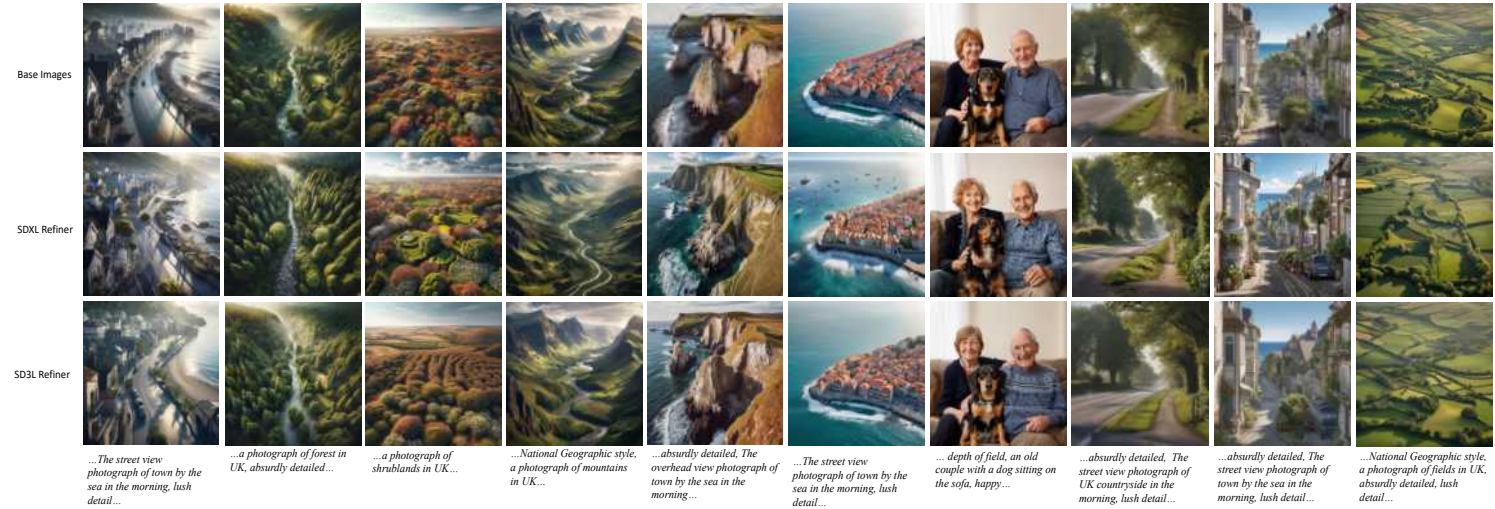 Base Images
SDXL Refiner
SD3L Refiner
…The street view
photograph of town by the
sea in the morning, lush
detail…
…a photograph of forest in
UK, absurdly detailed…
…a photograph of
shrublands in UK…
…National Geographic style,
a photograph of mountains
in UK…
…absurdly detailed, The
overhead view photograph of
town by the sea in the
morning…
…The street view
photograph of town by the
sea in the morning, lush
detail…
… depth of field, an old
couple with a dog sitting on
the sofa, happy…
…absurdly detailed,  The
street view photograph of
UK countryside in the
morning, lush detail…
…absurdly detailed, The
street view photograph of
town by the sea in the
morning, lush detail…
…National Geographic style,
a photograph of fields in UK,
absurdly detailed, lush
detail…